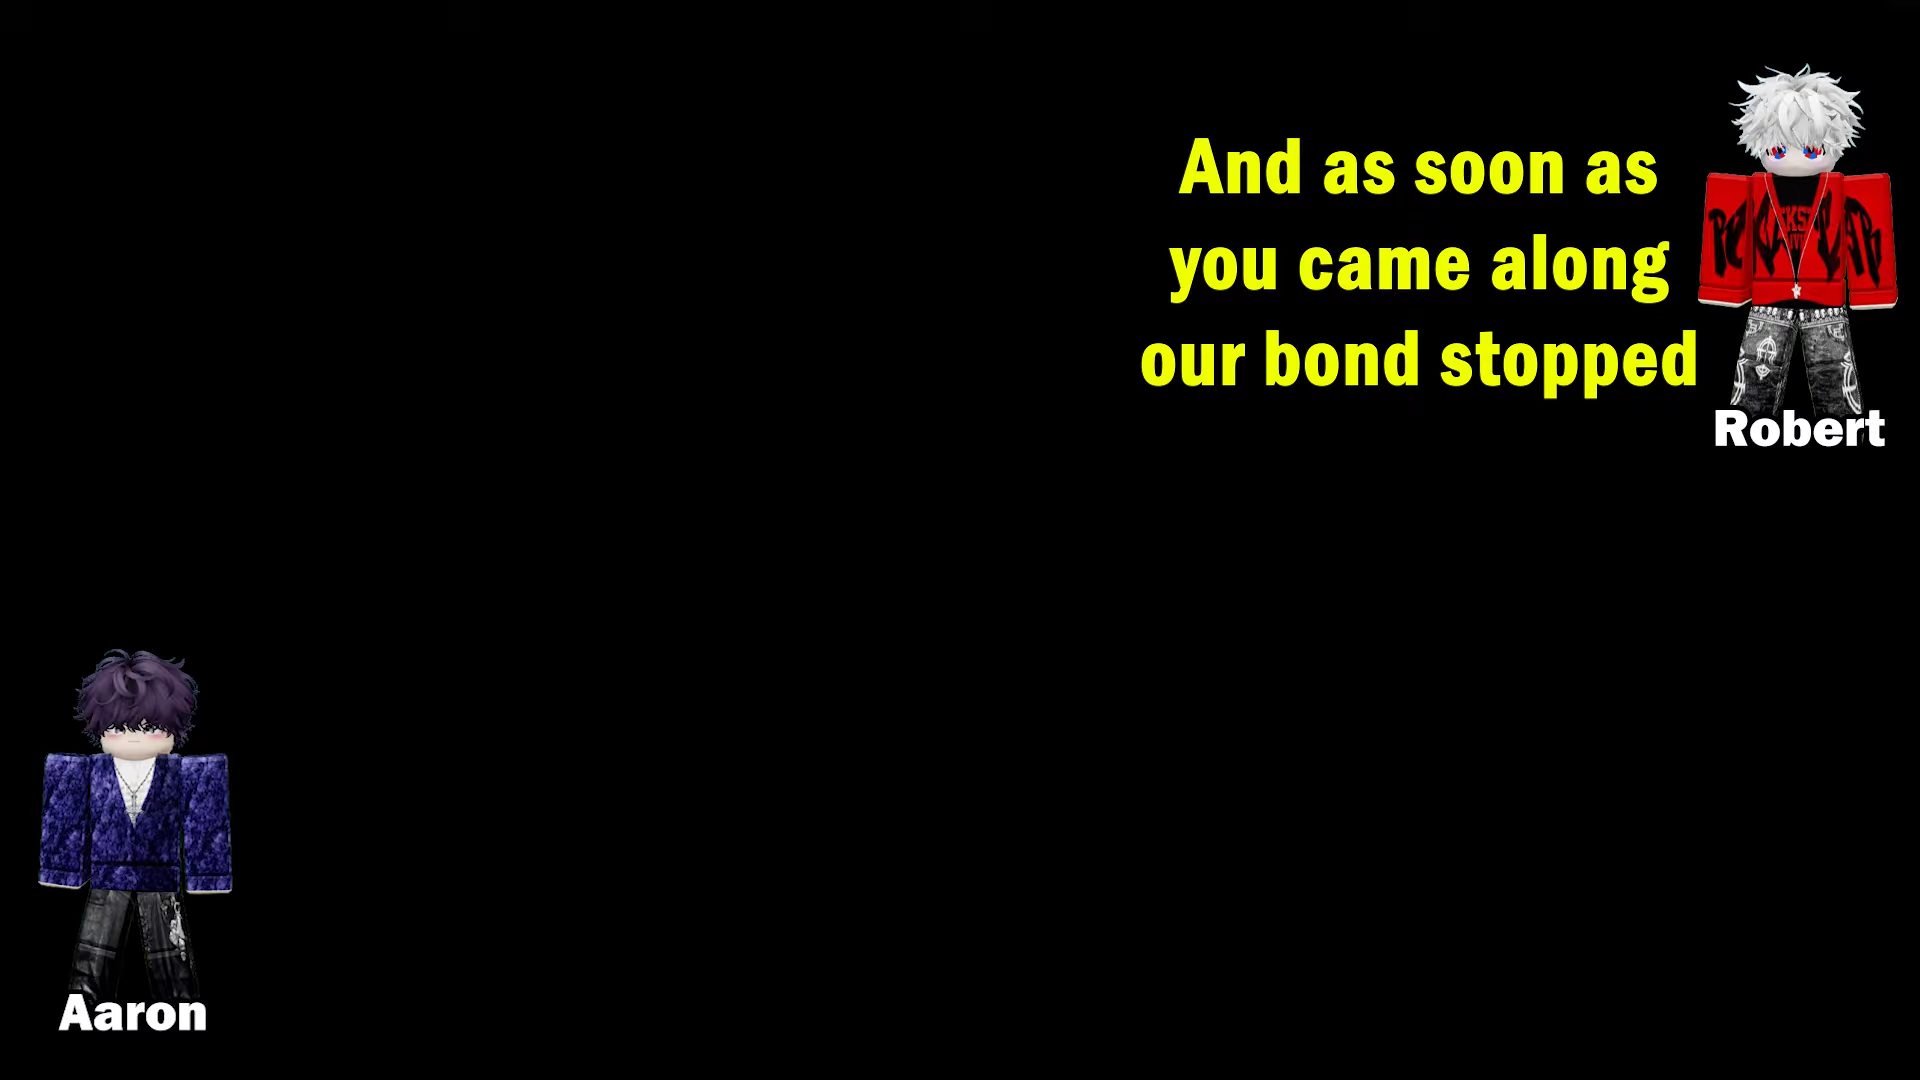 And as soon as
you came along
our bond stopped
Robert
Aaron